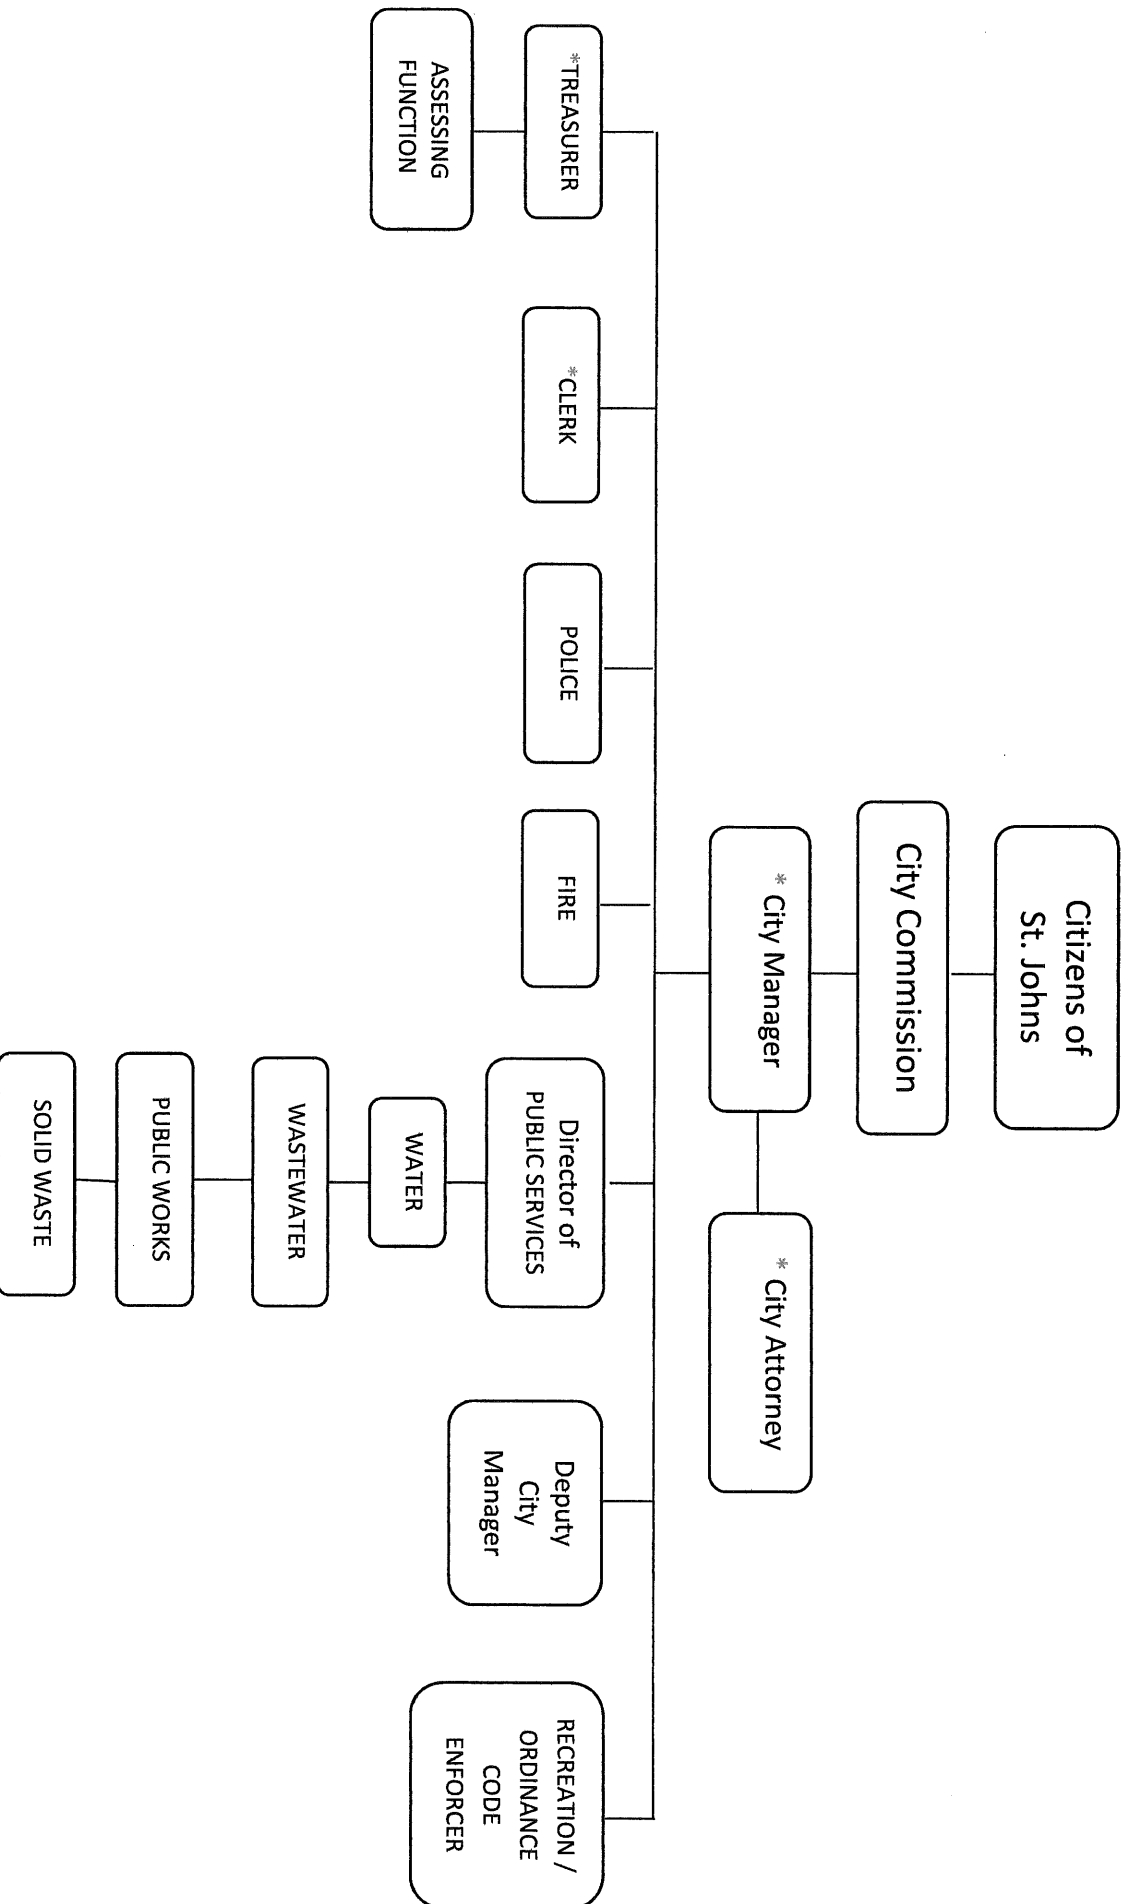 Citizens of
St. Johns
City Commission
* City Manager
* City Attorney
*TREASURER
*CLERK
POLICE
FIRE
Director of
PUBLIC SERVICES
Deputy
City
Manager
RECREATION /
ORDINANCE
CODE
ENFORCER
ASSESSING
FUNCTION
WATER
WASTEWATER
PUBLIC WORKS
SOLID WASTE